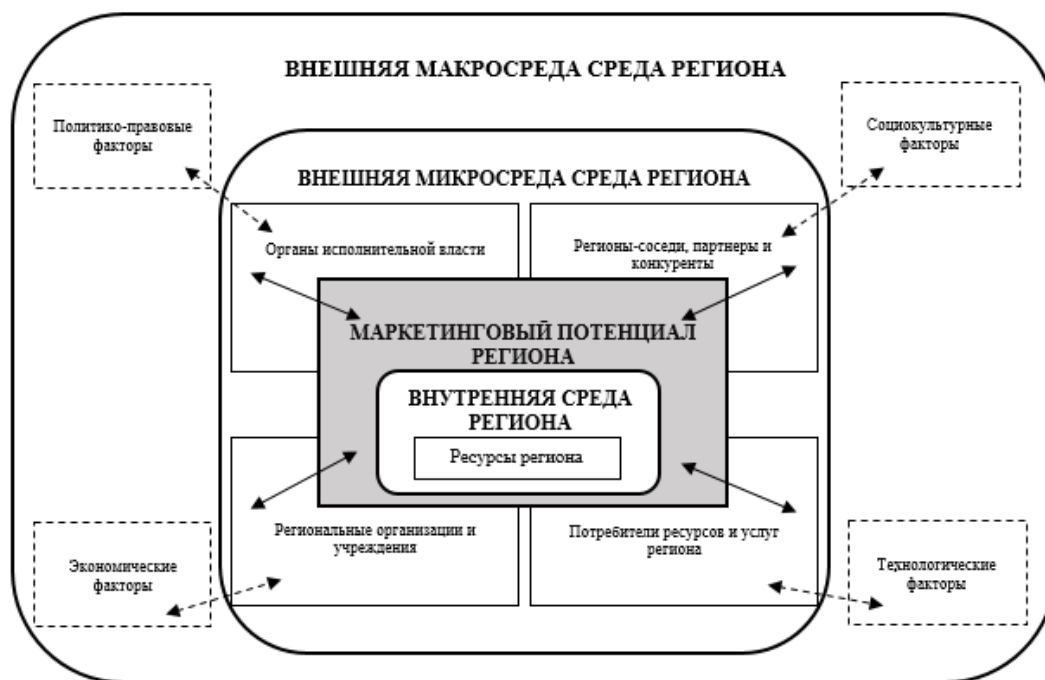 ВНЕШНЯЯ МАКРОСРЕДА СРЕДА РЕГИОНА
Политико-правовые
факторы
Социокультурные
факторы
ВНЕШНЯЯ МИКРОСРЕДА СРЕДА РЕГИОНА
Органы исполнительной власти
Регионы-соседи, партнеры и
конкуренты
МАРКЕТИНГОВЫЙ ПОТЕНЦИАЛ
РЕГИОНА
ВНУТРЕННЯЯ СРЕДА
РЕГИОНА
Ресурсы региона
Региональные организации и
учреждения
Потребители ресурсов и услуг
региона
Экономические
факторы
Технологические
факторы